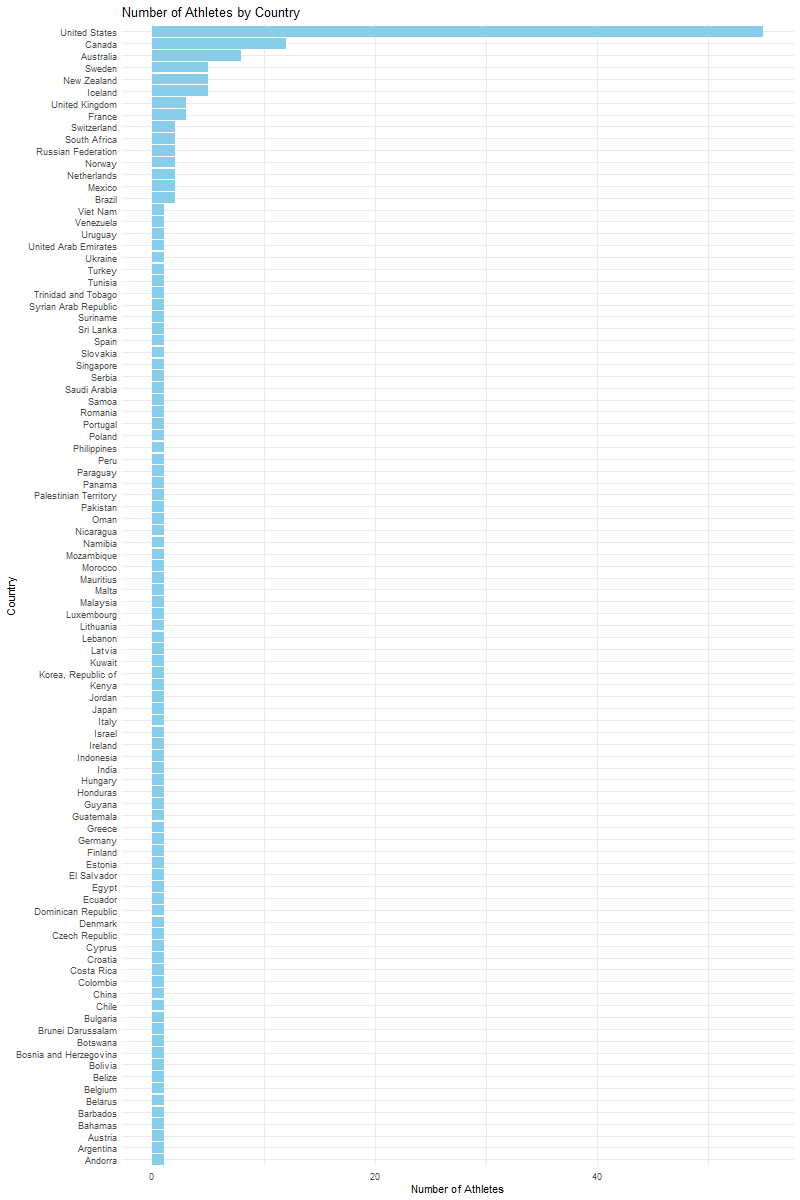 Number of Athletes by Country
United States
Canada
Australia
Sweden
New Zealand
Iceland
United Kingdom
France
Switzerland
South Africa
Russian Federation
Norway
Netherlands
Mexico
Brazil
Viet Nam
Venezuela
Uruguay
United Arab Emirates
Ukraine
Turkey
Tunisia
Trinidad and Tobago
Syrian Arab Republic
Suriname
Sri Lanka
Spain
Slovakia
Singapore
Serbia
Saudi Arabia
Samoa
Romania
Portugal
Poland
Philippines
Peru
Paraguay
Panama
Palestinian Territory
Pakistan
Oman
Nicaragua
Namibia
Mozambique
Morocco
Mauritius
Malta
Malaysia
Luxembourg
Lithuania
Lebanon
Latvia
Kuwait
Korea, Republic of
Kenya
Jordan
Japan
Italy
Israel
Ireland
Indonesia
India
Hungary
Honduras
Guyana
Guatemala
Greece
Germany
Finland
Estonia
El Salvador
Egypt
Ecuador
Dominican Republic
Denmark
Czech Republic
Cyprus
Croatia
Costa Rica
Colombia
China
Chile
Bulgaria
Brunei Darussalam
Botswana
Bosnia and Herzegovina
Bolivia
Belize
Belgium
Belarus
Barbados
Bahamas
Austria
Argentina
Andorra
Country
0 20 40
Number of Athletes